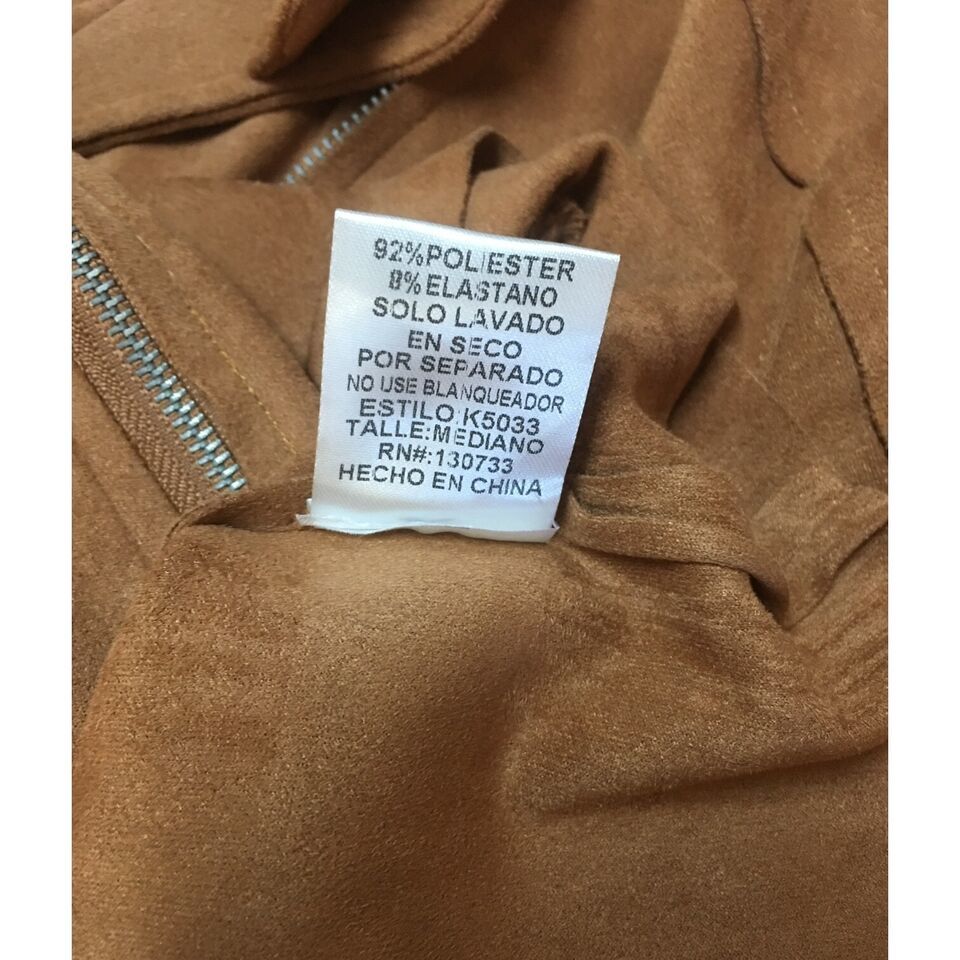 92%POLIESTER
8%ELASTANO
SOLO LAVADO
EN SECO
POR SEPARADO
NO USE BLANQUEADOR
ESTILO:K5033
TALLE:MEDIANO
RN#:130733
HECHO EN CHINA